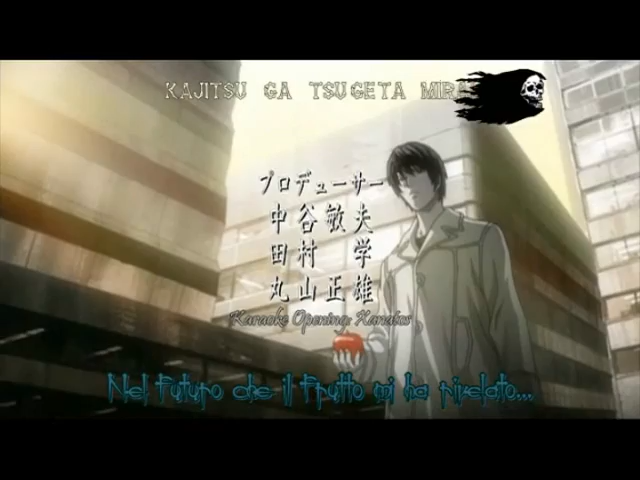 KAJITSU GA TSUGETA MIRA
プロデューサー
中谷敏夫
田村 学
丸山正雄
Karaoke Opening: Xanatus
Nel futuro che il frutto mi ha rivelato...